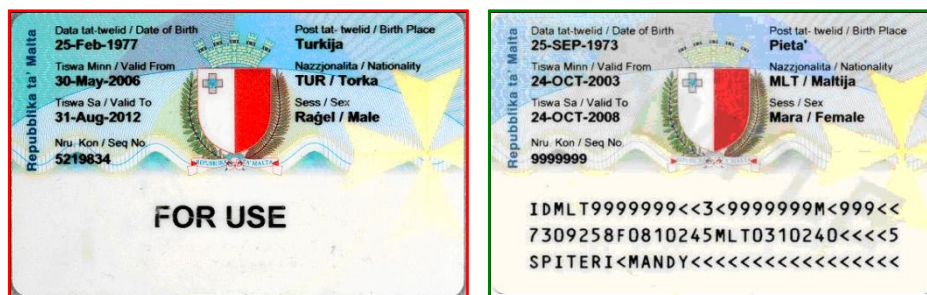 Repubblika ta' Malta
Data tat-twelid / Date of Birth
25-Feb-1977
Tiswa Minn / Valid From
30-May-2006
Tiswa Sa / Valid To
31-Aug-2012
Nru. Kon / Seq No.
5219834
Post tat-twelid / Birth Place
Turkija
Nazzjonalita / Nationality
TUR / Torka
Sess / Sex
Raġel / Male
REPUBBLIKA TA' MALTA
FOR USE
Repubblika ta' Malta
Data tat- twelid / Date of Birth
25-SEP-1973
Tiswa Minn / Valid From
24-OCT-2003
Tiswa Sa / Valid To
24-OCT-2008
Nru. Kon / Seq No.
9999999
Post tat- twelid / Birth Place
Pieta'
Nazzjonalita / Nationality
MLT / Maltija
Sess / Sex
Mara / Female
IDMLT9999999<<3<9999999M<999<<
7309258F0810245MLT0310240<<<<5
SPITERI<MANDY<<<<<<<<<<<<<<<<<